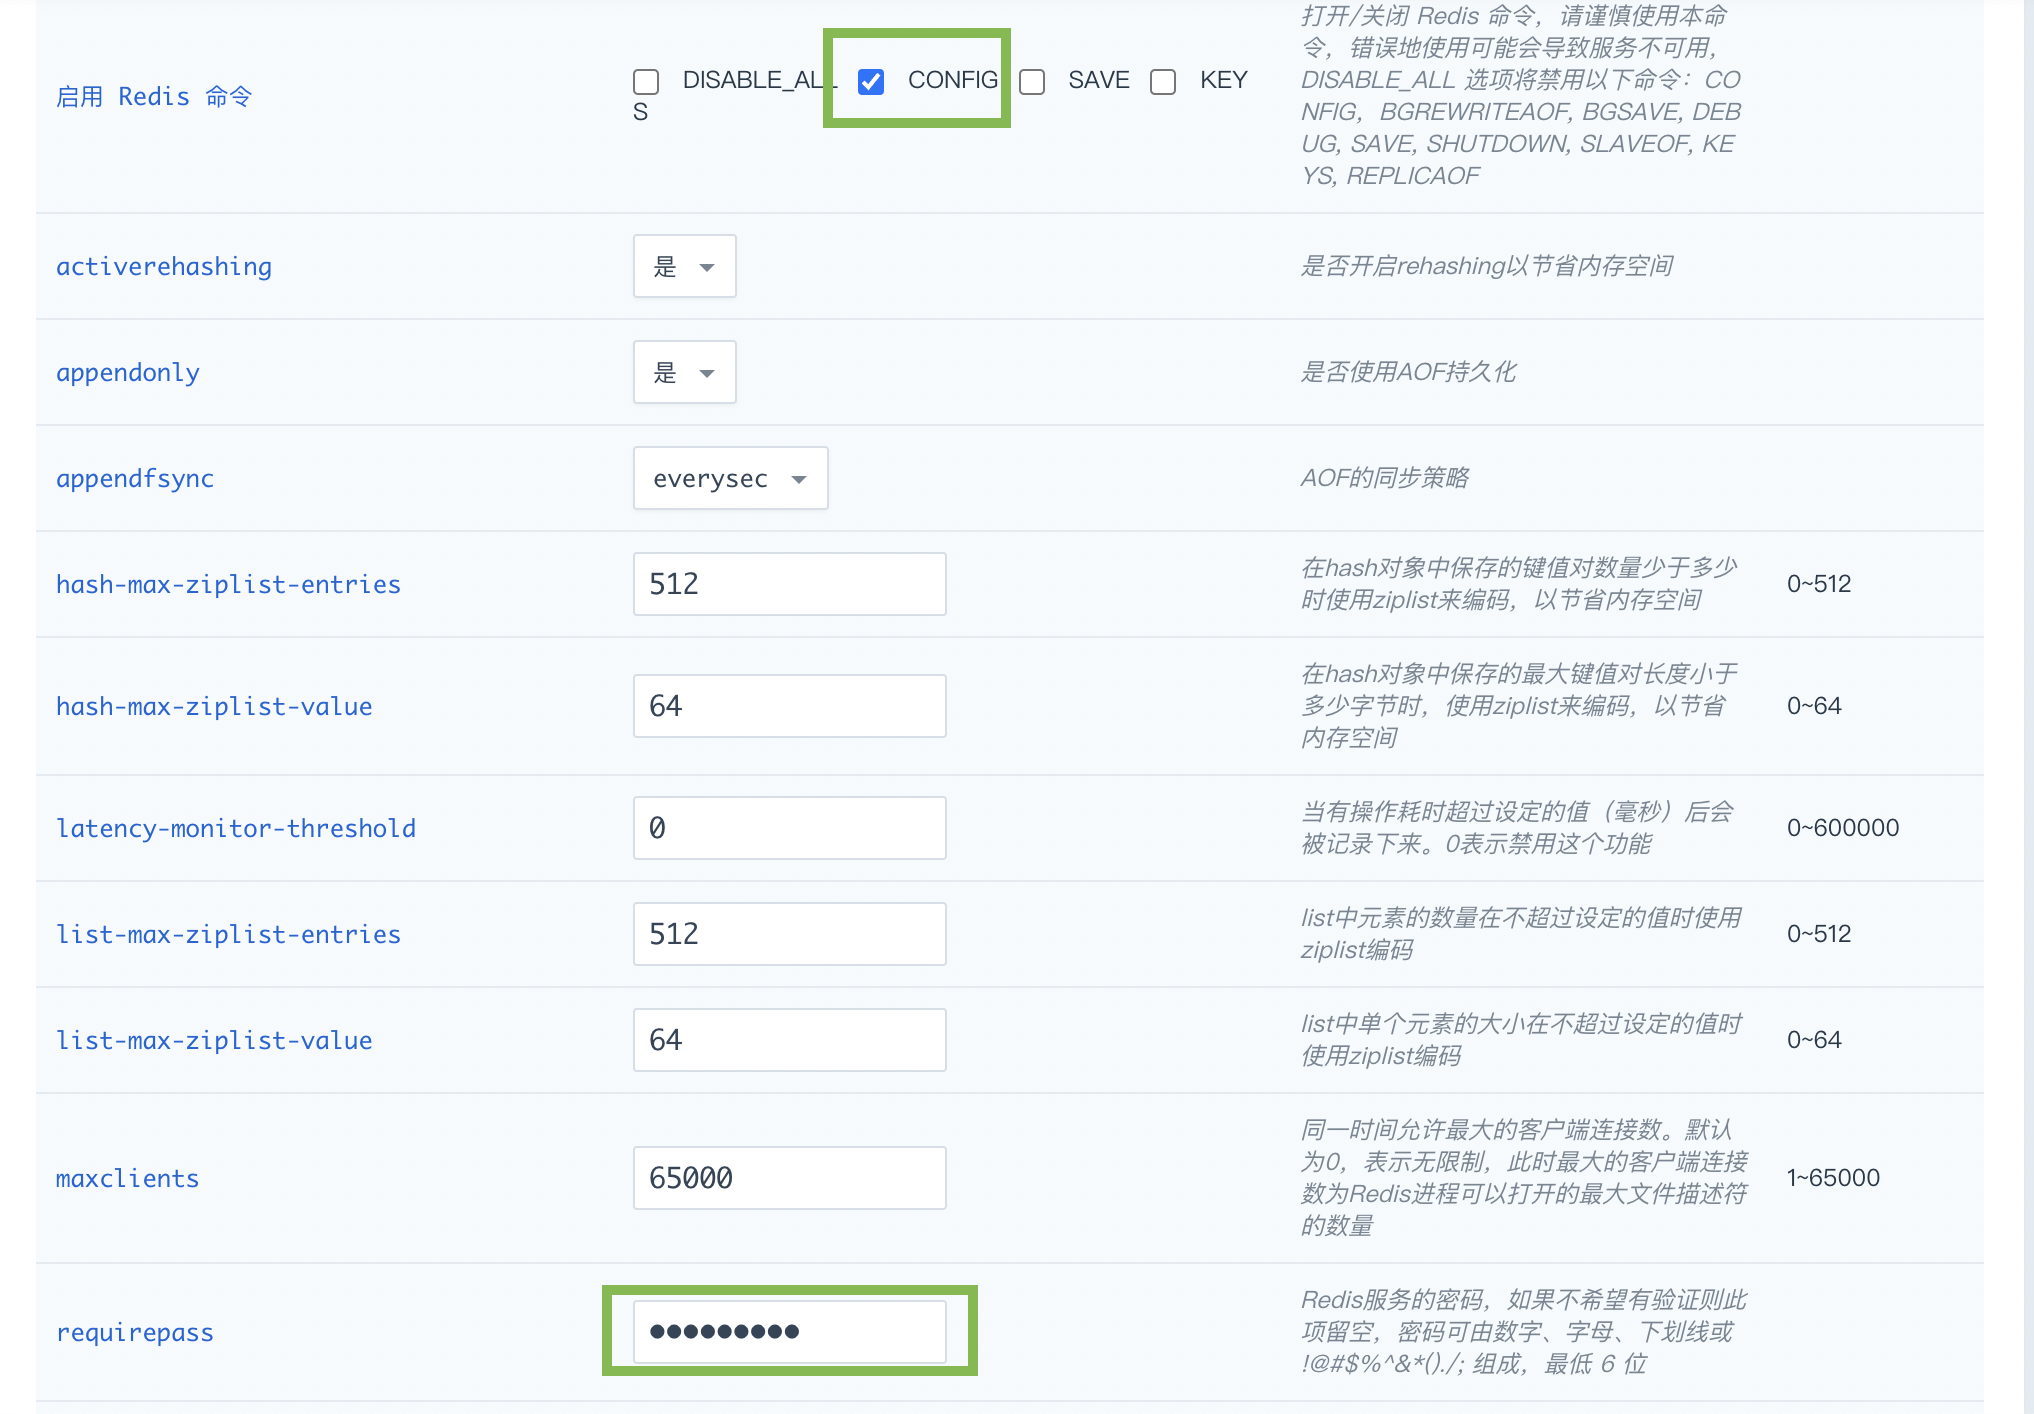 启用 Redis 命令
DISABLE_ALL CONFIG SAVE KEY
S
打开/关闭 Redis 命令，请谨慎使用本命
令，错误地使用可能会导致服务不可用，
DISABLE_ALL 选项将禁用以下命令：CO
NFIG，BGREWRITEAOF, BGSAVE, DEB
UG, SAVE, SHUTDOWN, SLAVEOF, KE
YS, REPLICAOF
activerehashing
是
是否开启rehashing以节省内存空间
appendonly
是
是否使用AOF持久化
appendfsync
everysec
AOF的同步策略
hash-max-ziplist-entries
512
在hash对象中保存的键值对数量少于多少
时使用ziplist来编码，以节省内存空间
0~512
hash-max-ziplist-value
64
在hash对象中保存的最大键值对长度小于
多少字节时，使用ziplist来编码，以节省
内存空间
0~64
latency-monitor-threshold
0
当有操作耗时超过设定的值（毫秒）后会
被记录下来。0表示禁用这个功能
0~600000
list-max-ziplist-entries
512
list中元素的数量在不超过设定的值时使用
ziplist编码
0~512
list-max-ziplist-value
64
list中单个元素的大小在不超过设定的值时
使用ziplist编码
0~64
maxclients
65000
同一时间允许最大的客户端连接数。默认
为0，表示无限制，此时最大的客户端连接
数为Redis进程可以打开的最大文件描述符
的数量
1~65000
requirepass
•••••••••
Redis服务的密码，如果不希望有验证则此
项留空，密码可由数字、字母、下划线或
!@#$%^&*()./; 组成，最低 6 位